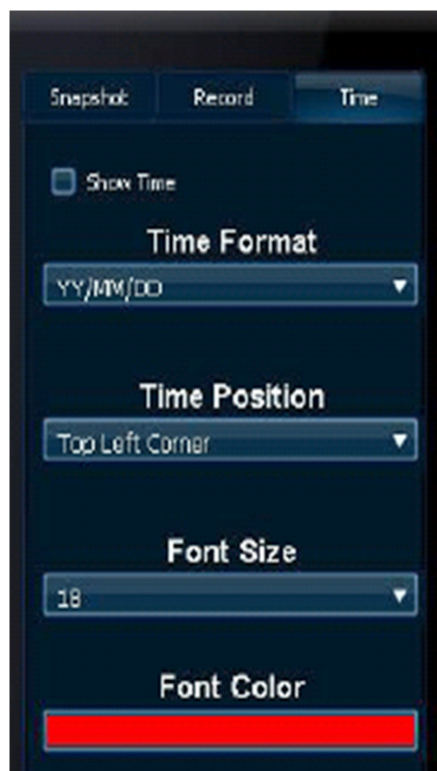 Snapshot Record Time
Show Time
Time Format
YY/MM/DD
Time Position
Top Left Corner
Font Size
18
Font Color